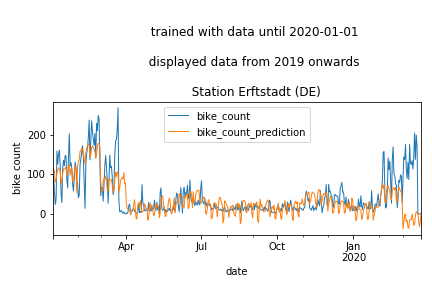 trained with data until 2020-01-01
displayed data from 2019 onwards
Station Erftstadt (DE)
bike_count
bike_count_prediction
bike count
200
100
0
Apr
Jul
Oct
Jan
2020
date